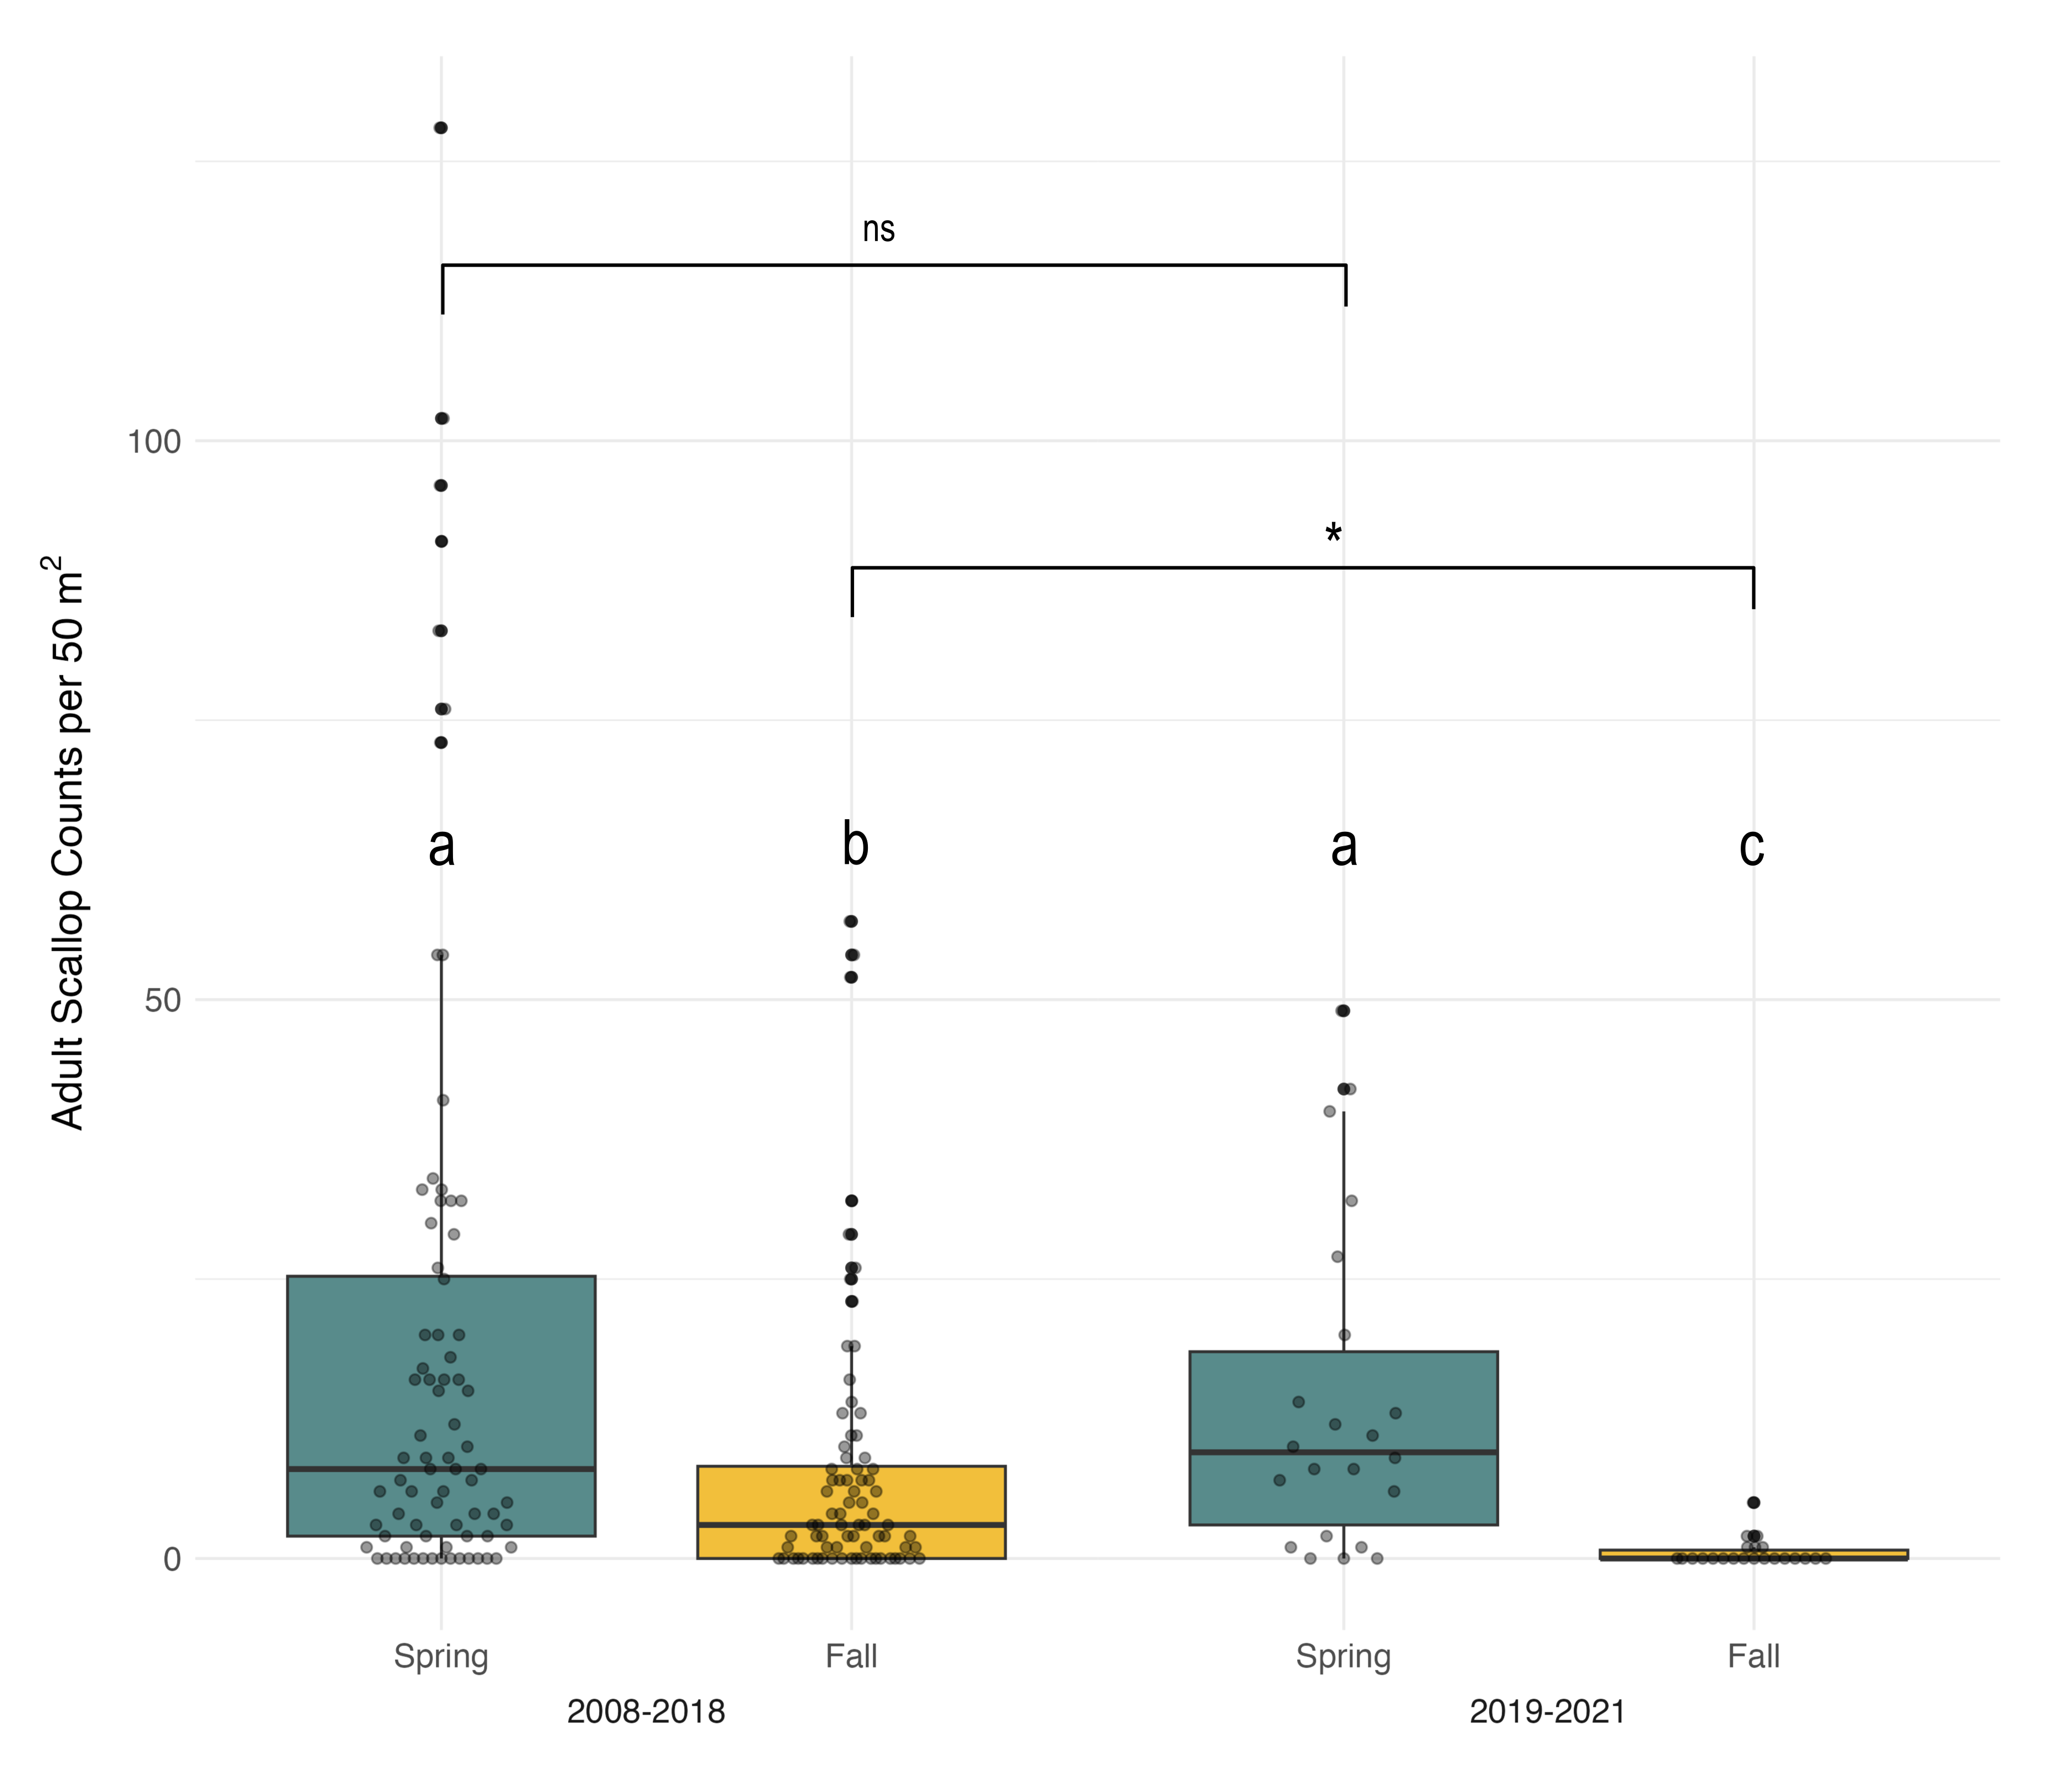 ns
100
*
Adult Scallop Counts per 50 m²
a b a c
50
0
Spring Fall Spring Fall
2008-2018 2019-2021